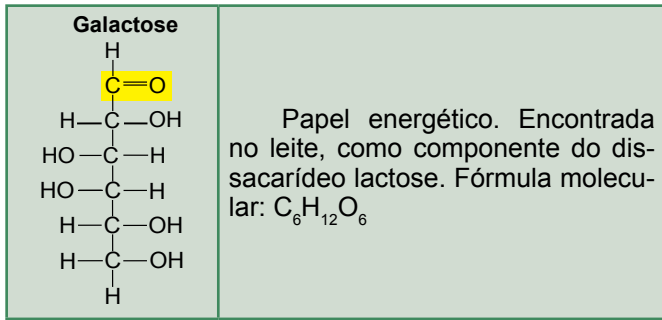 Galactose
H
C=O
H—C—OH
HO—C—H
HO—C—H
H—C—OH
H—C—OH
H
Papel energético. Encontrada
no leite, como componente do dis-
sacarídeo lactose. Fórmula molecu-
lar: C₆H₁₂O₆